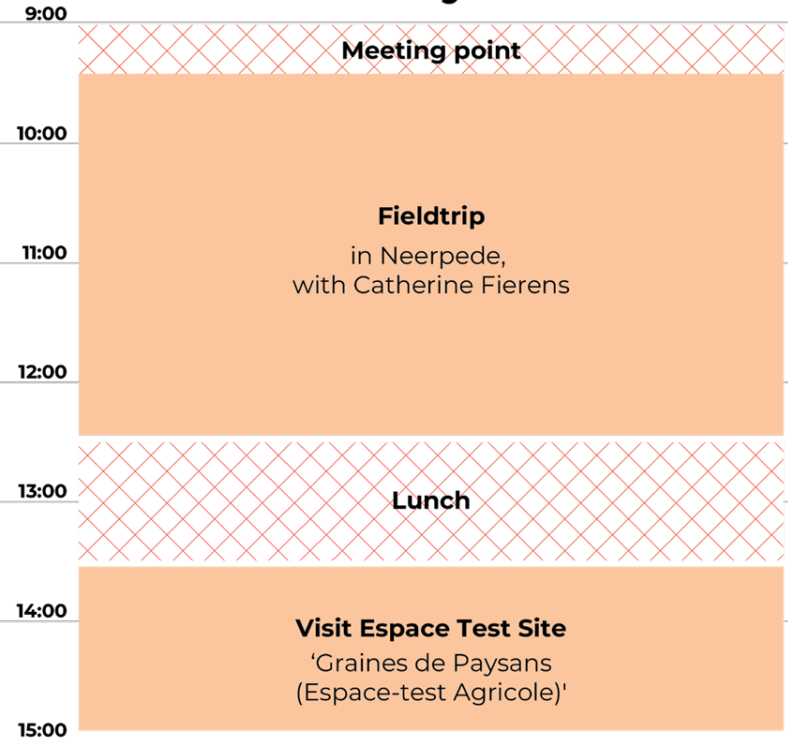 9:00
Meeting point
10:00
Fieldtrip
11:00
in Neerpede,
with Catherine Fierens
12:00
13:00
Lunch
14:00
Visit Espace Test Site
‘Graines de Paysans
(Espace-test Agricole)'
15:00